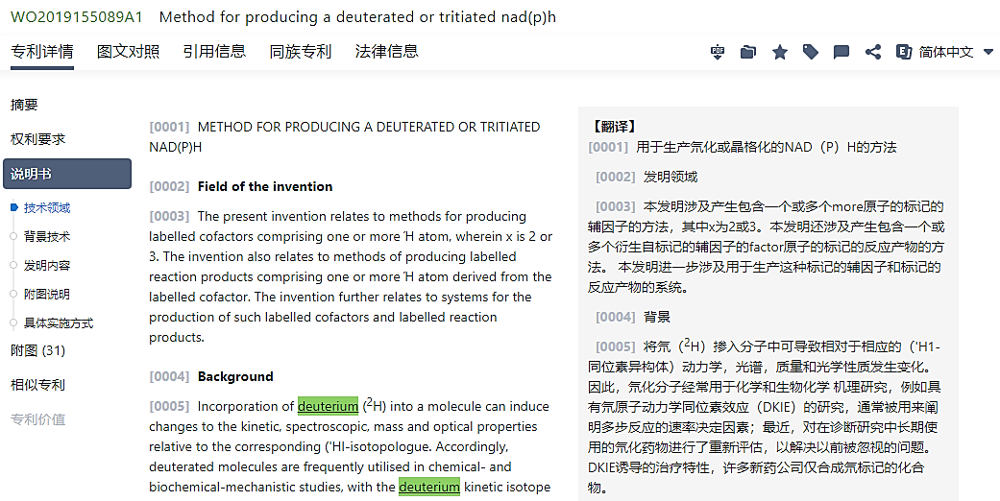 WO2019155089A1 Method for producing a deuterated or tritiated nad(p)h
专利详情 图文对照 引用信息 同族专利 法律信息 简体中文
摘要
权利要求
说明书
技术领域
背景技术
发明内容
附图说明
具体实施方式
附图 (31)
相似专利
专利价值
[0001] METHOD FOR PRODUCING A DEUTERATED OR TRITIATED
NAD(P)H
[0002] Field of the invention
[0003] The present invention relates to methods for producing
labelled cofactors comprising one or more 'H atom, wherein x is 2 or
3. The invention also relates to methods of producing labelled
reaction products comprising one or more 'H atom derived from the
labelled cofactor. The invention further relates to systems for the
production of such labelled cofactors and labelled reaction
products.
[0004] Background
[0005] Incorporation of deuterium (²H) into a molecule can induce
changes to the kinetic, spectroscopic, mass and optical properties
relative to the corresponding ('HI-isotopologue. Accordingly,
deuterated molecules are frequently utilised in chemical- and
biochemical-mechanistic studies, with the deuterium kinetic isotope
【翻译】
[0001] 用于生产氘化或晶格化的NAD（P）H的方法
[0002] 发明领域
[0003] 本发明涉及产生包含一个或多个more原子的标记的
辅因子的方法，其中x为2或3。本发明还涉及产生包含一个或
多个衍生自标记的辅因子的factor原子的标记的反应产物的方
法。 本发明进一步涉及用于生产这种标记的辅因子和标记的
反应产物的系统。
[0004] 背景
[0005] 将氘（²H）掺入分子中可导致相对于相应的（'H1-
同位素异构体）动力学，光谱，质量和光学性质发生变化。
因此，氘化分子经常用于化学和生物化学 机理研究，例如具
有氘原子动力学同位素效应（DKIE）的研究，通常被用来阐
明多步反应的速率决定因素；最近，对在诊断研究中长期使
用的氘化药物进行了重新评估，以解决以前被忽视的问题。
DKIE诱导的治疗特性，许多新药公司仅合成氘标记的化合
物。